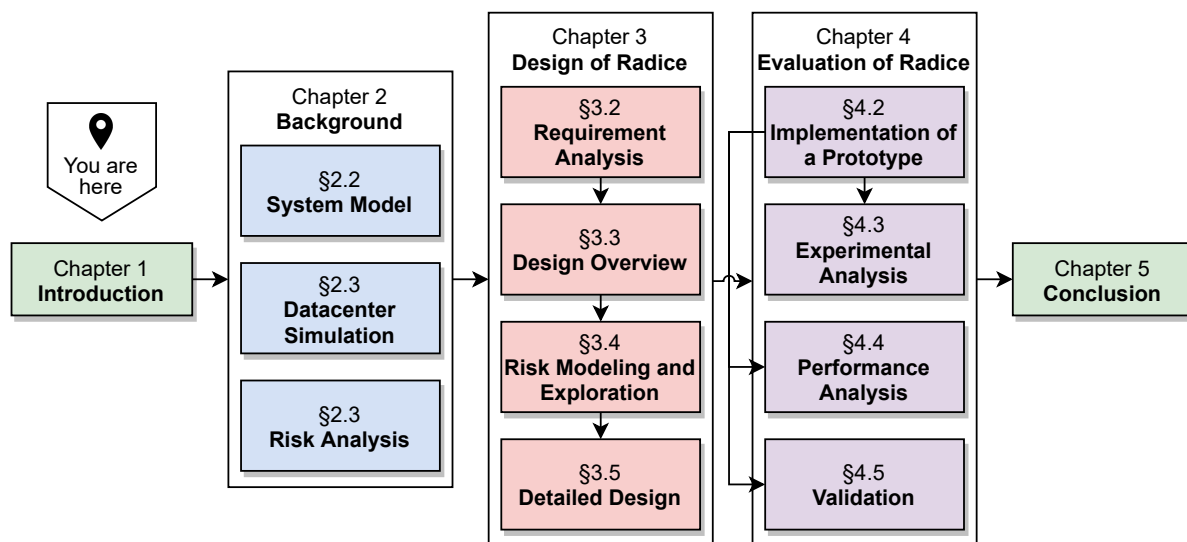 You are
here
Chapter 1
Introduction
Chapter 2
Background
§2.2
System Model
§2.3
Datacenter
Simulation
§2.3
Risk Analysis
Chapter 3
Design of Radice
§3.2
Requirement
Analysis
§3.3
Design Overview
§3.4
Risk Modeling and
Exploration
§3.5
Detailed Design
Chapter 4
Evaluation of Radice
§4.2
Implementation of
a Prototype
§4.3
Experimental
Analysis
§4.4
Performance
Analysis
§4.5
Validation
Chapter 5
Conclusion